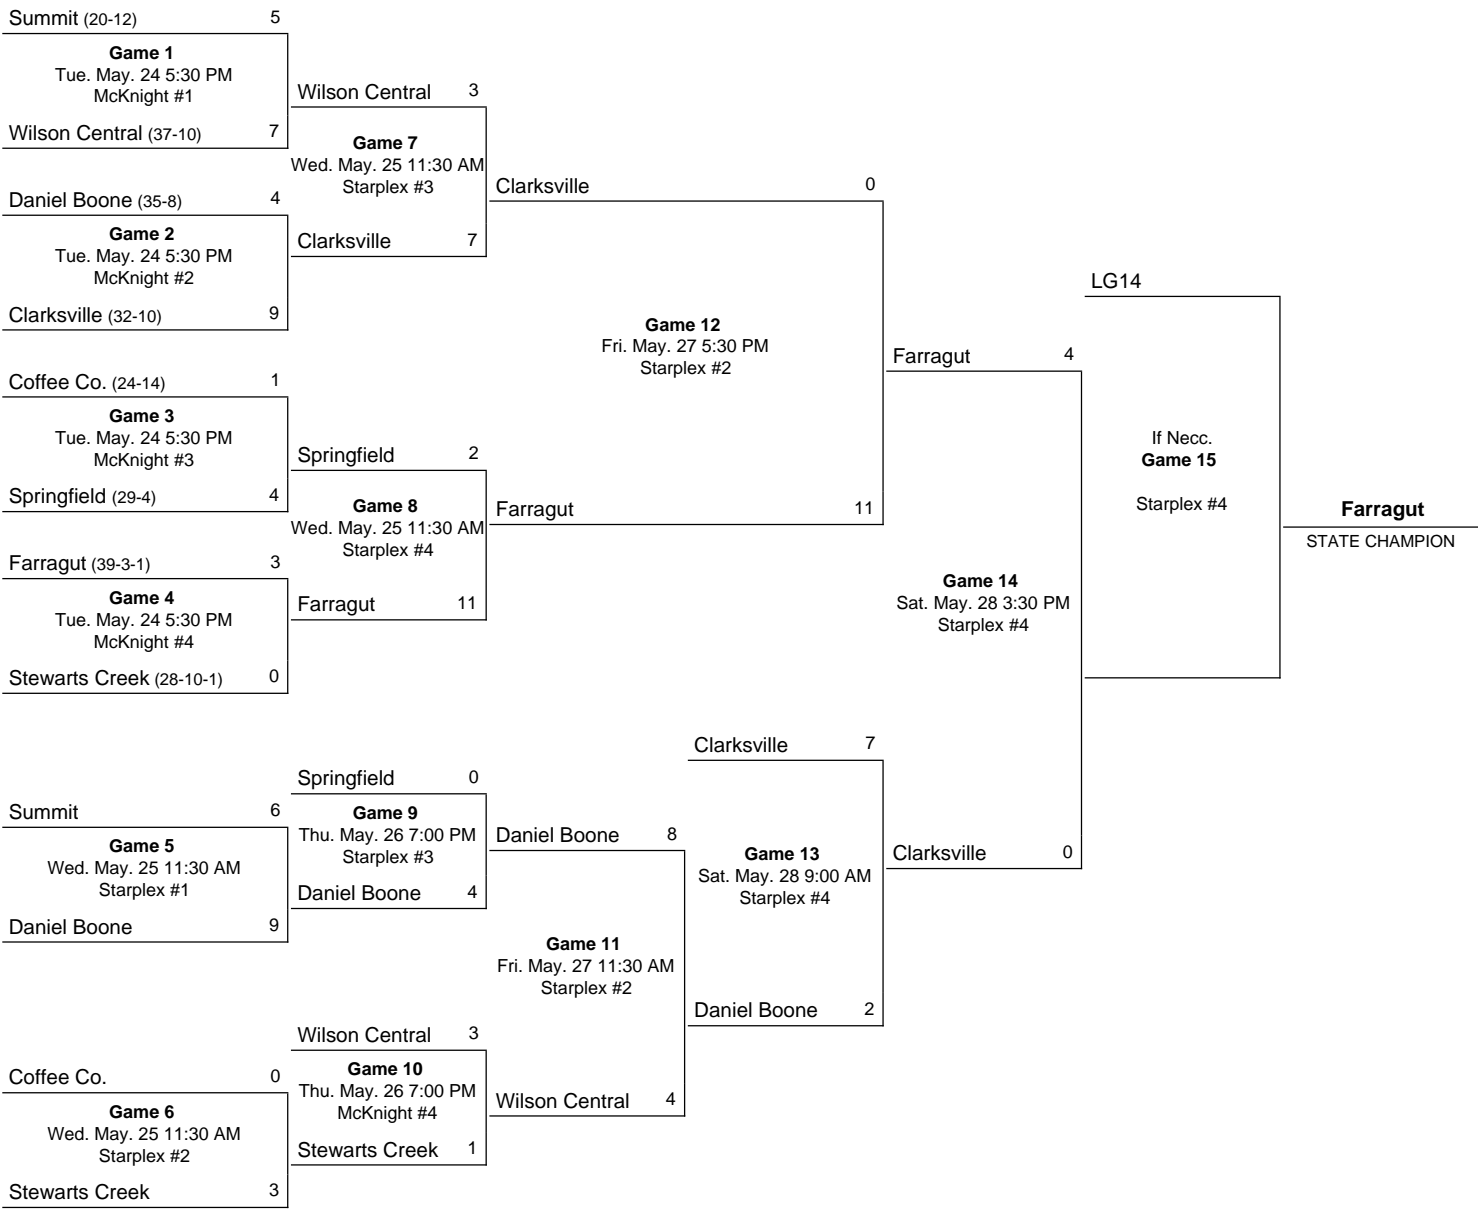 Summit (20-12) 5
Game 1
Tue. May. 24 5:30 PM
McKnight #1
Wilson Central (37-10) 7
Daniel Boone (35-8) 4
Game 2
Tue. May. 24 5:30 PM
McKnight #2
Clarksville (32-10) 9
Coffee Co. (24-14) 1
Game 3
Tue. May. 24 5:30 PM
McKnight #3
Springfield (29-4) 4
Farragut (39-3-1) 3
Game 4
Tue. May. 24 5:30 PM
McKnight #4
Stewarts Creek (28-10-1) 0
Summit 6
Game 5
Wed. May. 25 11:30 AM
Starplex #1
Daniel Boone 9
Coffee Co. 0
Game 6
Wed. May. 25 11:30 AM
Starplex #2
Stewarts Creek 3
Wilson Central 3
Game 7
Wed. May. 25 11:30 AM
Starplex #3
Clarksville 7
Springfield 2
Game 8
Wed. May. 25 11:30 AM
Starplex #4
Farragut 11
Springfield 0
Game 9
Thu. May. 26 7:00 PM
Starplex #3
Daniel Boone 4
Wilson Central 3
Game 10
Thu. May. 26 7:00 PM
McKnight #4
Stewarts Creek 1
Clarksville 0
Game 12
Fri. May. 27 5:30 PM
Starplex #2
Farragut 11
Daniel Boone 8
Game 11
Fri. May. 27 11:30 AM
Starplex #2
Wilson Central 4
Clarksville 7
Game 13
Sat. May. 28 9:00 AM
Starplex #4
Daniel Boone 2
Farragut 4
Game 14
Sat. May. 28 3:30 PM
Starplex #4
Clarksville 0
LG14
If Necc.
Game 15
Starplex #4
Farragut
STATE CHAMPION